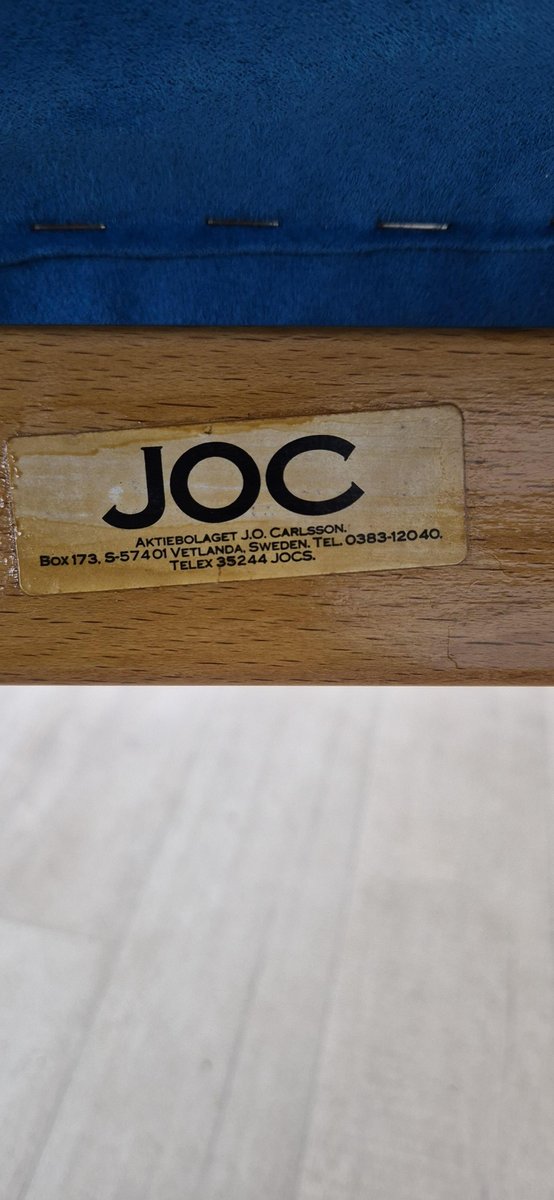 JOC
AKTIEBOLAGET J.O. CARLSSON.
BOX 173, S-57401 VETLANDA, SWEDEN. TEL. 0383-12040.
TELEX 35244 JOCS.